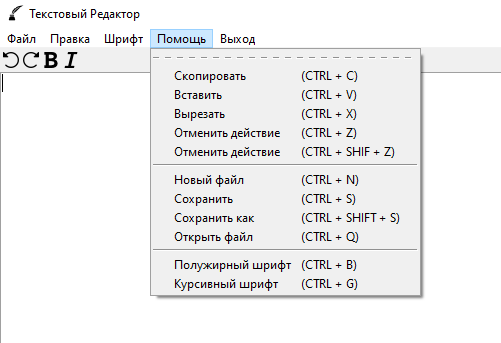 Текстовый Редактор
Файл Правка Шрифт Помощь Выход
B I
Скопировать (CTRL + C)
Вставить (CTRL + V)
Вырезать (CTRL + X)
Отменить действие (CTRL + Z)
Отменить действие (CTRL + SHIF + Z)
Новый файл (CTRL + N)
Сохранить (CTRL + S)
Сохранить как (CTRL + SHIFT + S)
Открыть файл (CTRL + Q)
Полужирный шрифт (CTRL + B)
Курсивный шрифт (CTRL + G)